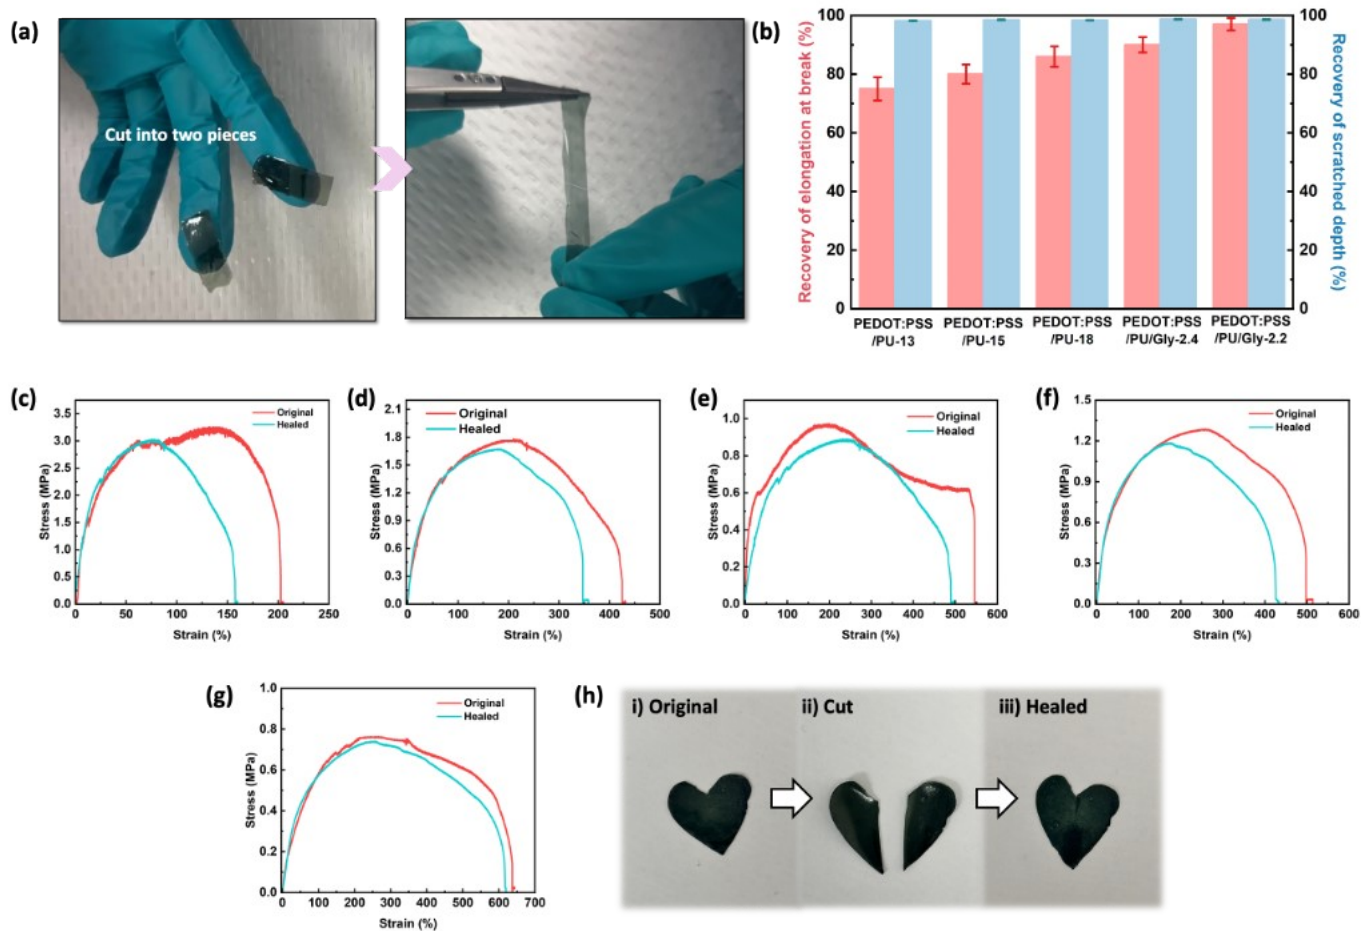 (a)
Cut into two pieces
(b)
Recovery of elongation at break (%)
100
80
60
40
20
0
100
80
60
40
20
0
Recovery of scratched depth (%)
PEDOT:PSS PEDOT:PSS PEDOT:PSS PEDOT:PSS PEDOT:PSS
/PU-13 /PU-15 /PU-18 /PU/Gly-2.4 /PU/Gly-2.2
(c)
Stress (MPa)
3.5
3.0
2.5
2.0
1.5
1.0
0.5
0.0
Original
Healed
0 50 100 150 200 250
Strain (%)
(d)
Stress (MPa)
2.1
1.8
1.5
1.2
0.9
0.6
0.3
0.0
Original
Healed
0 100 200 300 400 500
Strain (%)
(e)
Stress (MPa)
1.0
0.8
0.6
0.4
0.2
0.0
Original
Healed
0 100 200 300 400 500 600
Strain (%)
(f)
Stress (MPa)
1.5
1.2
0.9
0.6
0.3
0.0
Original
Healed
0 100 200 300 400 500 600
Strain (%)
(g)
Stress (MPa)
1.0
0.8
0.6
0.4
0.2
0.0
Original
Healed
0 100 200 300 400 500 600 700
Strain (%)
(h)
i) Original
ii) Cut
iii) Healed